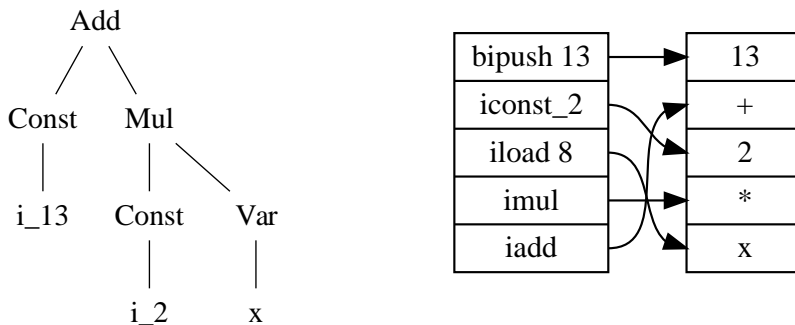 Add
Const Mul
i_13 Const Var
i_2 x
bipush 13 13
iconst_2 +
iload 8 2
imul *
iadd x